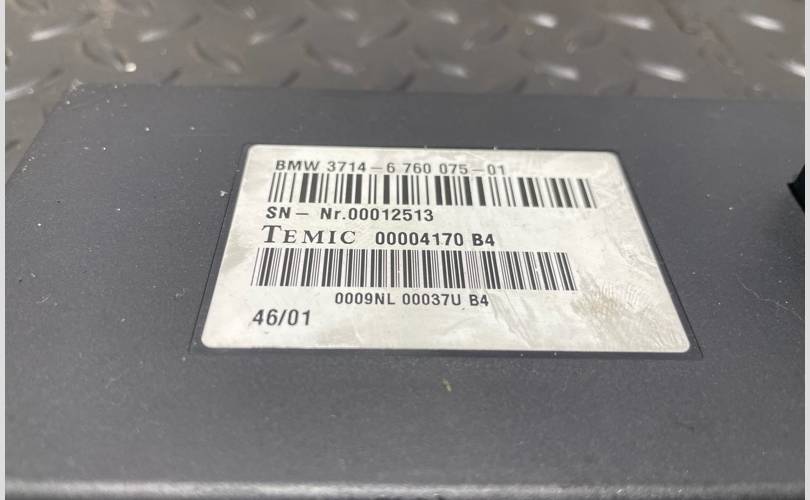 BMW 3714-6 760 075-01
SN- Nr.00012513
TEMIC 00004170 B4
0009NL 00037U B4
46/01